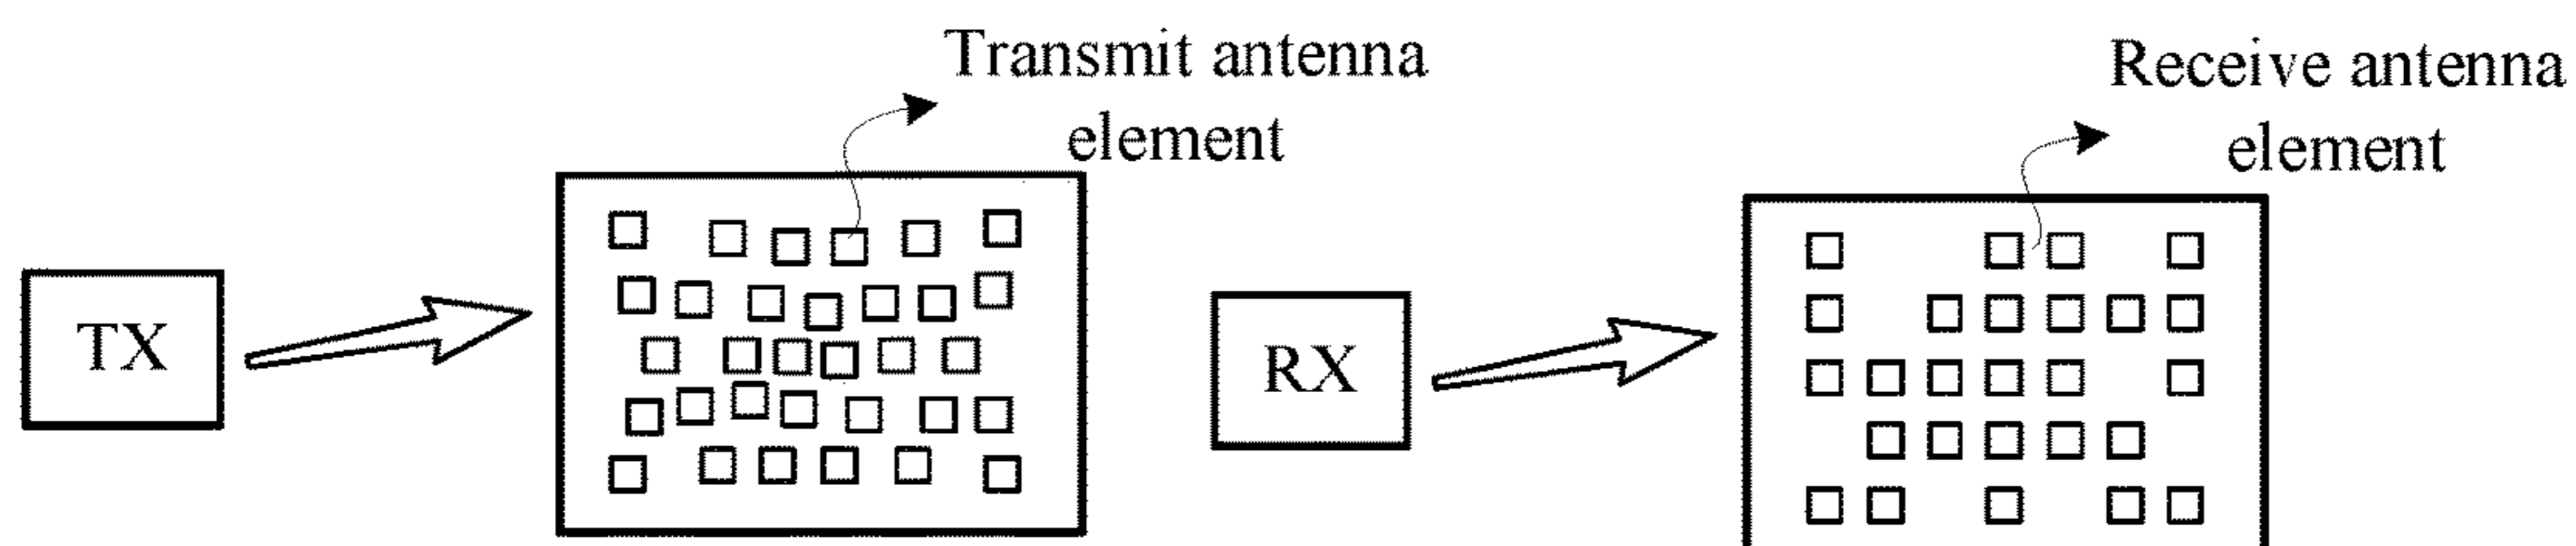 Transmit antenna
element
Receive antenna
element
TX
RX